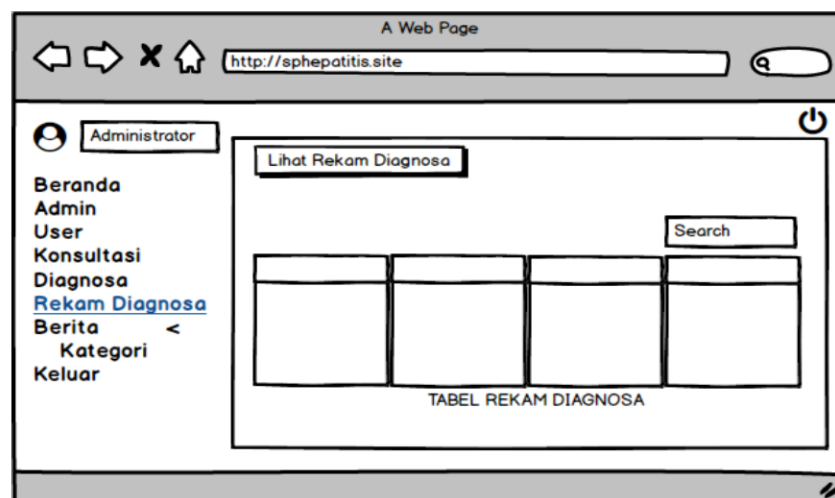 A Web Page
http://sphepatitis.site
Administrator
Beranda
Admin
User
Konsultasi
Diagnosa
Rekam Diagnosa
Berita <
Kategori
Keluar
Lihat Rekam Diagnosa
Search
TABEL REKAM DIAGNOSA